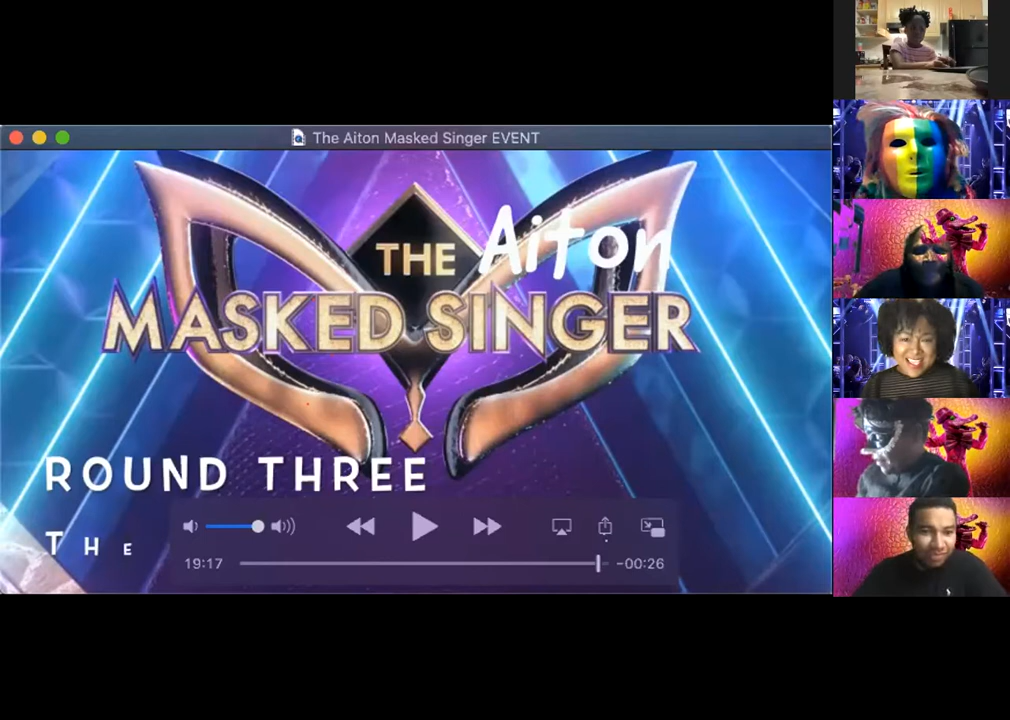 The Aiton Masked Singer EVENT
THE Aiton
MASKED SINGER
ROUND THREE
THE
19:17
-00:26